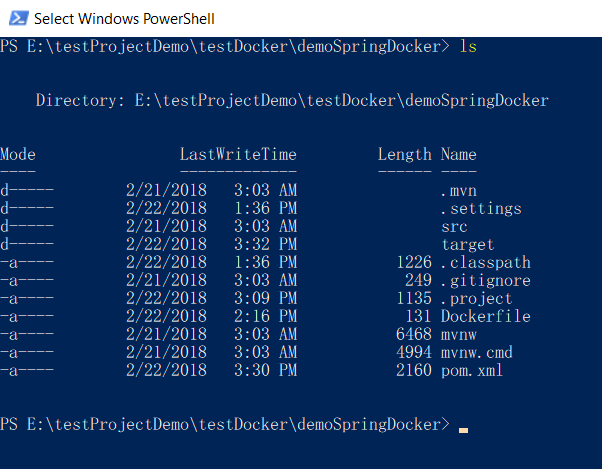 Select Windows PowerShell
PS E:\testProjectDemo\testDocker\demoSpringDocker> ls
Directory: E:\testProjectDemo\testDocker\demoSpringDocker
Mode LastWriteTime Length Name
---- ------------- ------ ----
d----- 2/21/2018 3:03 AM .mvn
d----- 2/22/2018 1:36 PM .settings
d----- 2/21/2018 3:03 AM src
d----- 2/22/2018 3:32 PM target
-a---- 2/22/2018 1:36 PM 1226 .classpath
-a---- 2/21/2018 3:03 AM 249 .gitignore
-a---- 2/22/2018 3:09 PM 1135 .project
-a---- 2/22/2018 2:16 PM 131 Dockerfile
-a---- 2/21/2018 3:03 AM 6468 mvnw
-a---- 2/21/2018 3:03 AM 4994 mvnw.cmd
-a---- 2/22/2018 3:30 PM 2160 pom.xml
PS E:\testProjectDemo\testDocker\demoSpringDocker>